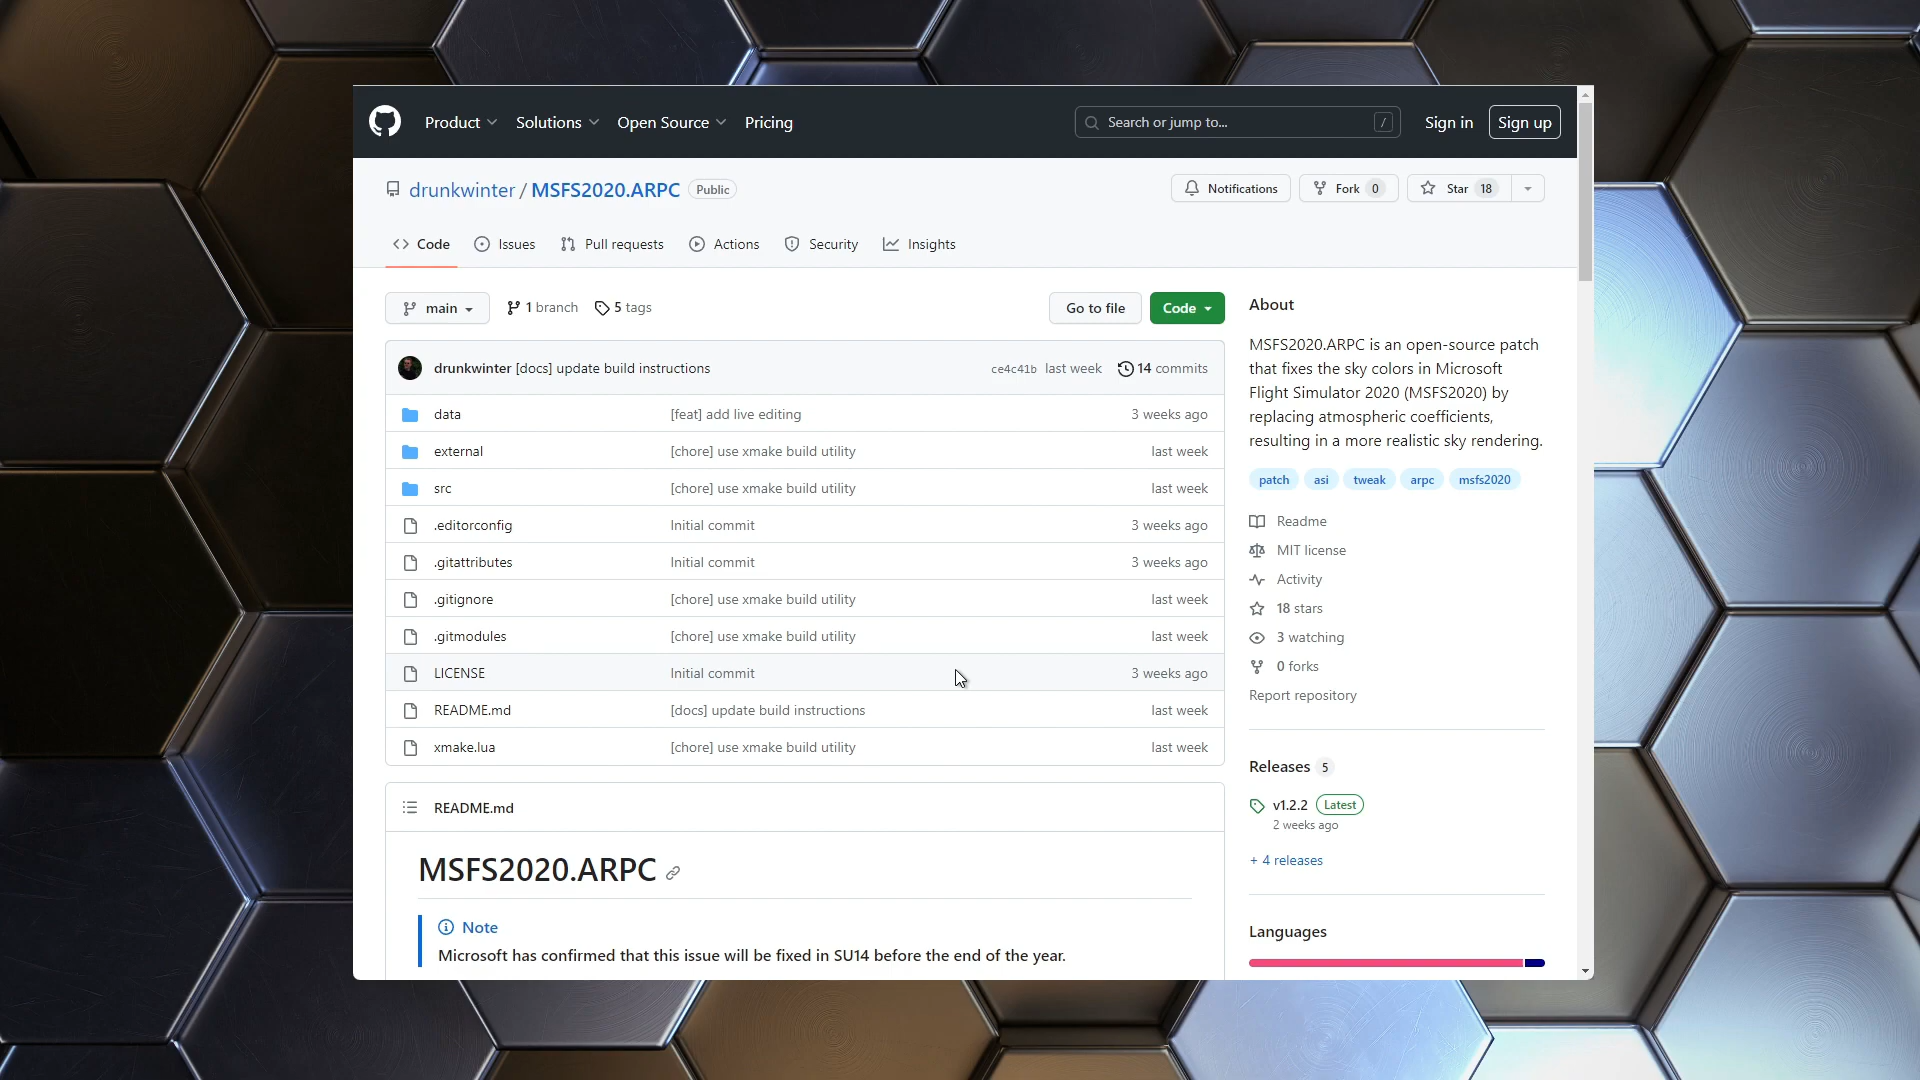 Product Solutions Open Source Pricing Search or jump to... / Sign in Sign up
drunkwinter / MSFS2020.ARPC Public Notifications Fork 0 Star 18
Code Issues Pull requests Actions Security Insights
main 1 branch 5 tags Go to file Code
drunkwinter [docs] update build instructions ce4c41b last week 14 commits
data [feat] add live editing 3 weeks ago
external [chore] use xmake build utility last week
src [chore] use xmake build utility last week
.editorconfig Initial commit 3 weeks ago
.gitattributes Initial commit 3 weeks ago
.gitignore [chore] use xmake build utility last week
.gitmodules [chore] use xmake build utility last week
LICENSE Initial commit 3 weeks ago
README.md [docs] update build instructions last week
xmake.lua [chore] use xmake build utility last week
README.md
MSFS2020.ARPC
Note
Microsoft has confirmed that this issue will be fixed in SU14 before the end of the year.
About
MSFS2020.ARPC is an open-source patch
that fixes the sky colors in Microsoft
Flight Simulator 2020 (MSFS2020) by
replacing atmospheric coefficients,
resulting in a more realistic sky rendering.
patch asi tweak arpc msfs2020
Readme
MIT license
Activity
18 stars
3 watching
0 forks
Report repository
Releases 5
v1.2.2 Latest
2 weeks ago
+ 4 releases
Languages